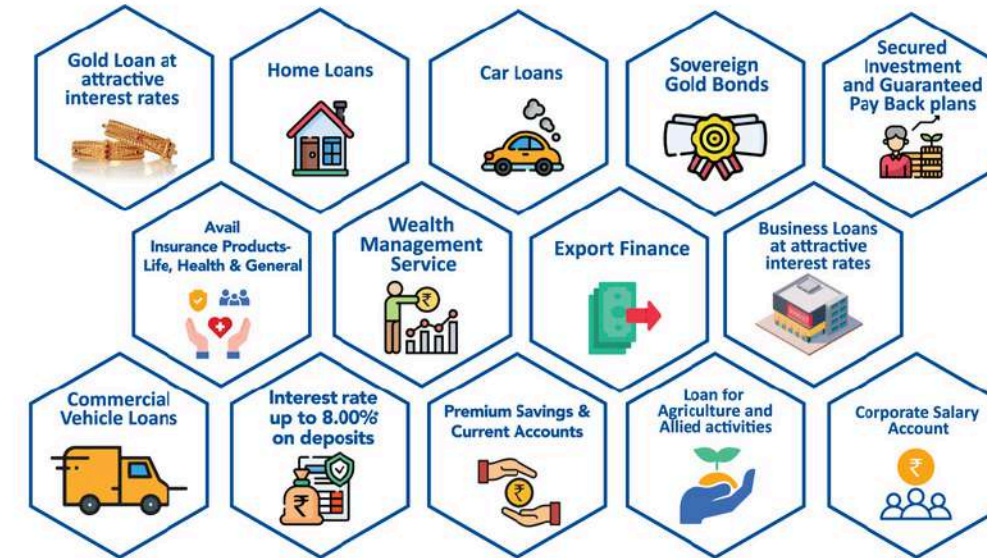 Gold Loan at
attractive
interest rates
Home Loans
Car Loans
Sovereign
Gold Bonds
Secured
Investment
and Guaranteed
Pay Back plans
Avail
Insurance Products-
Life, Health & General
Wealth
Management
Service
Export Finance
Business Loans
at attractive
interest rates
Commercial
Vehicle Loans
Interest rate
up to 8.00%*
on deposits
Premium Savings &
Current Accounts
Loan for
Agriculture and
Allied activities
Corporate Salary
Account